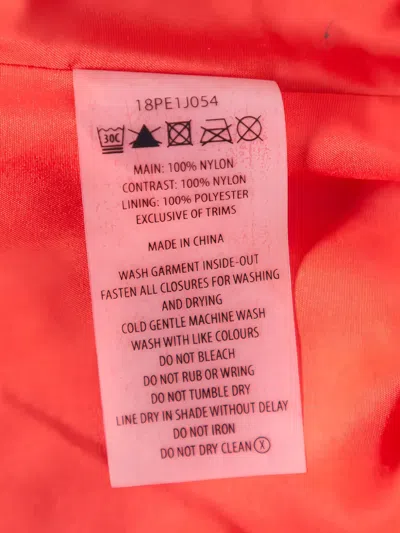 18PE1J054
30C
MAIN: 100% NYLON
CONTRAST: 100% NYLON
LINING: 100% POLYESTER
EXCLUSIVE OF TRIMS
MADE IN CHINA
WASH GARMENT INSIDE-OUT
FASTEN ALL CLOSURES FOR WASHING
AND DRYING
COLD GENTLE MACHINE WASH
WASH WITH LIKE COLOURS
DO NOT BLEACH
DO NOT RUB OR WRING
DO NOT TUMBLE DRY
LINE DRY IN SHADE WITHOUT DELAY
DO NOT IRON
DO NOT DRY CLEAN X